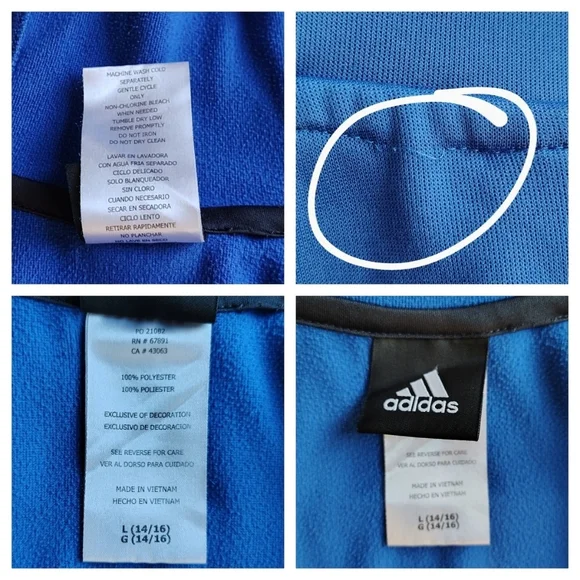 MACHINE WASH COLD
SEPARATELY
GENTLE CYCLE
ONLY
NON-CHLORINE BLEACH
WHEN NEEDED
TUMBLE DRY LOW
REMOVE PROMPTLY
DO NOT IRON
DO NOT DRY CLEAN
LAVAR EN LAVADORA
CON AGUA FRIA SEPARADO
CICLO DELICADO
SOLO BLANQUEADOR
SIN CLORO
CUANDO NECESARIO
SECAR EN SECADORA
CICLO LENTO
RETIRAR RAPIDAMENTE
NO PLANCHAR
NO LAVE EN SECO
PO 21082
RN # 67891
CA # 43063
100% POLYESTER
100% POLIESTER
EXCLUSIVE OF DECORATION
EXCLUSIVO DE DECORACION
SEE REVERSE FOR CARE
VER AL DORSO PARA CUIDADO
MADE IN VIETNAM
HECHO EN VIETNAM
L (14/16)
G (14/16)
adidas
SEE REVERSE FOR CARE
VER AL DORSO PARA CUIDADO
MADE IN VIETNAM
HECHO EN VIETNAM
L (14/16)
G (14/16)